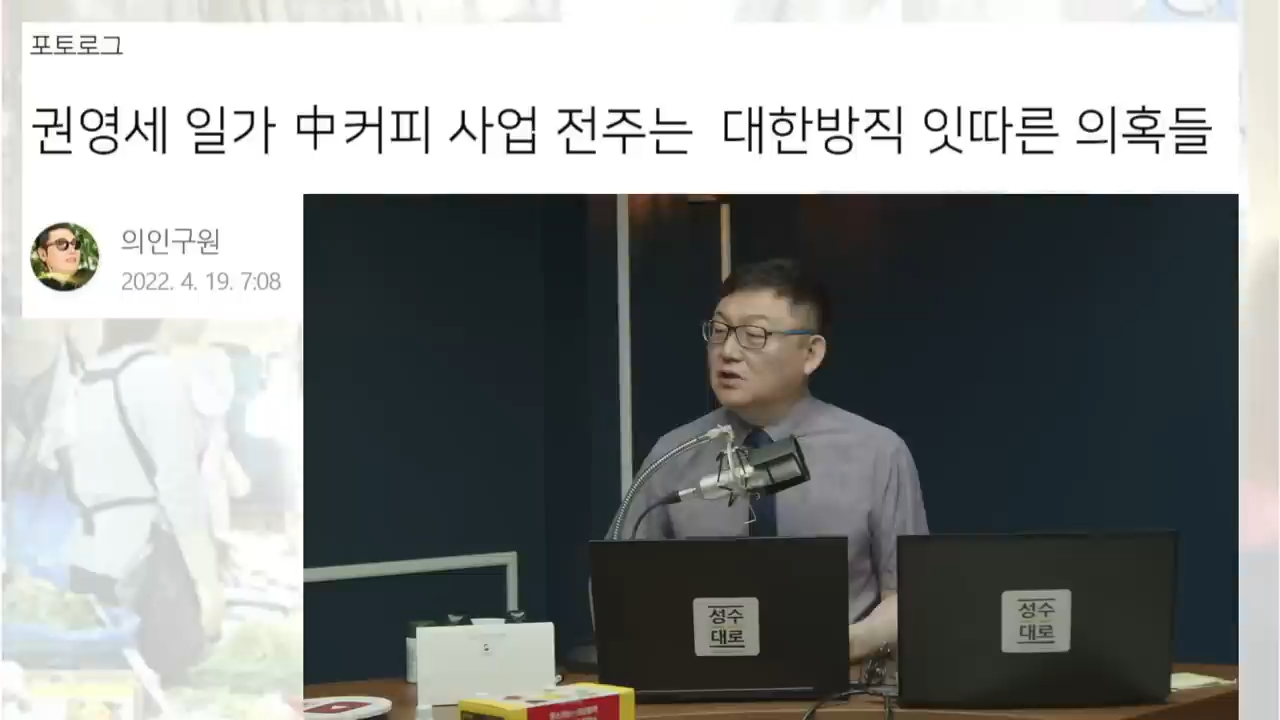 포토로그
권영세 일가 中커피 사업 전주는 대한방직 잇따른 의혹들
의인구원
2022. 4. 19. 7:08
성수
대로
성수
대로